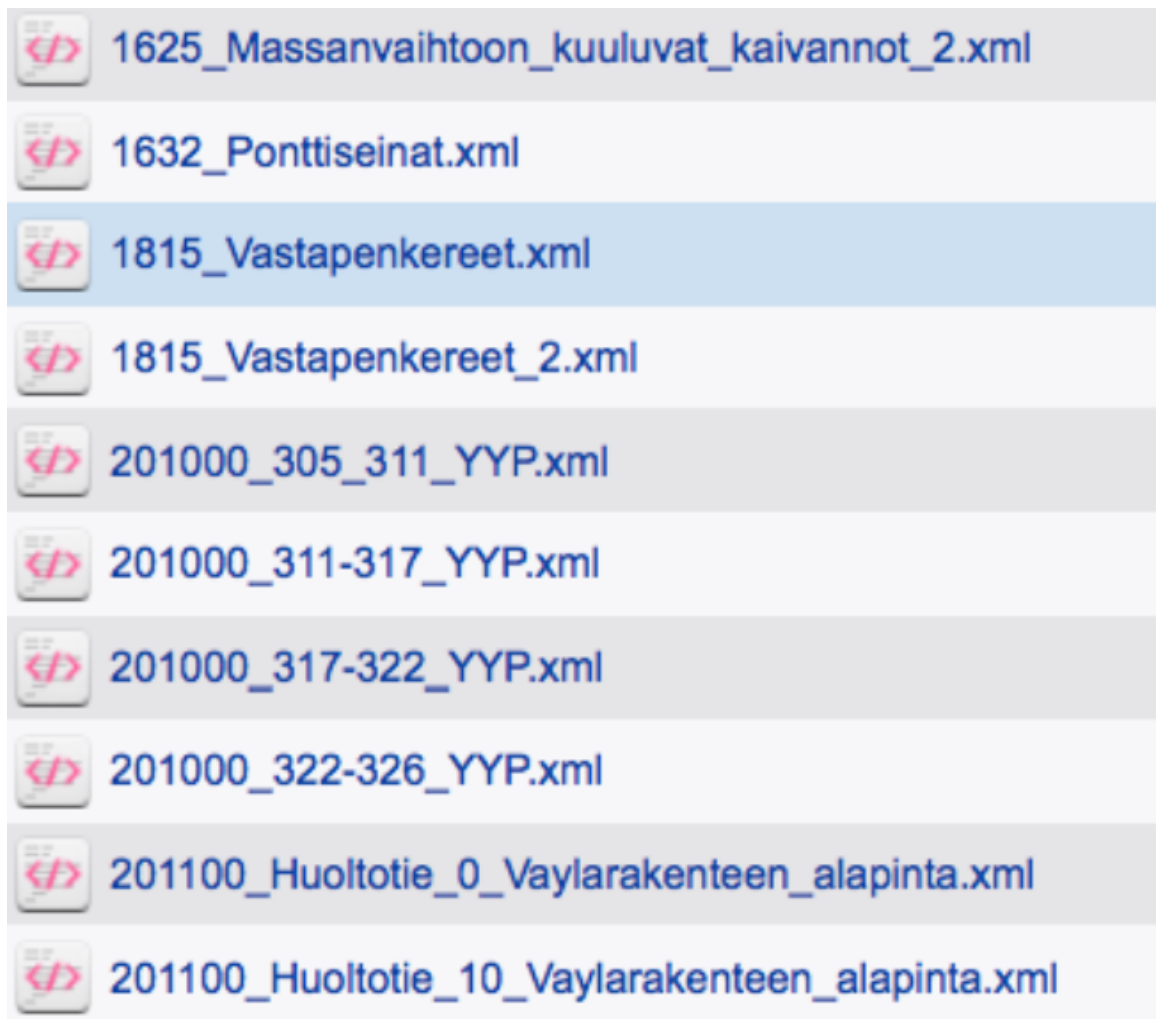 1625_Massanvaihtoon_kuuluvat_kaivannot_2.xml
1632_Ponttiseinat.xml
1815_Vastapenkereet.xml
1815_Vastapenkereet_2.xml
201000_305_311_YYP.xml
201000_311-317_YYP.xml
201000_317-322_YYP.xml
201000_322-326_YYP.xml
201100_Huoltotie_0_Vaylarakenteen_alapinta.xml
201100_Huoltotie_10_Vaylarakenteen_alapinta.xml